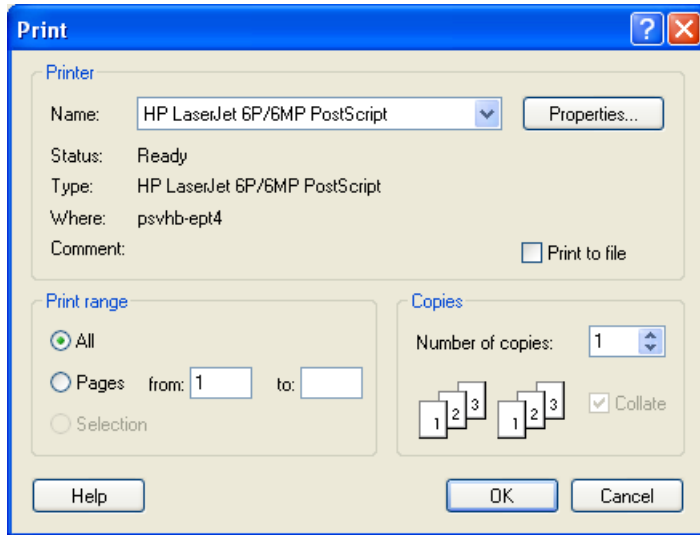 Print
Printer
Name: HP LaserJet 6P/6MP PostScript Properties...
Status: Ready
Type: HP LaserJet 6P/6MP PostScript
Where: psvhb-ept4
Comment: Print to file
Print range
All
Pages from: 1 to:
Selection
Copies
Number of copies: 1
1 2 3 1 2 3 Collate
Help OK Cancel